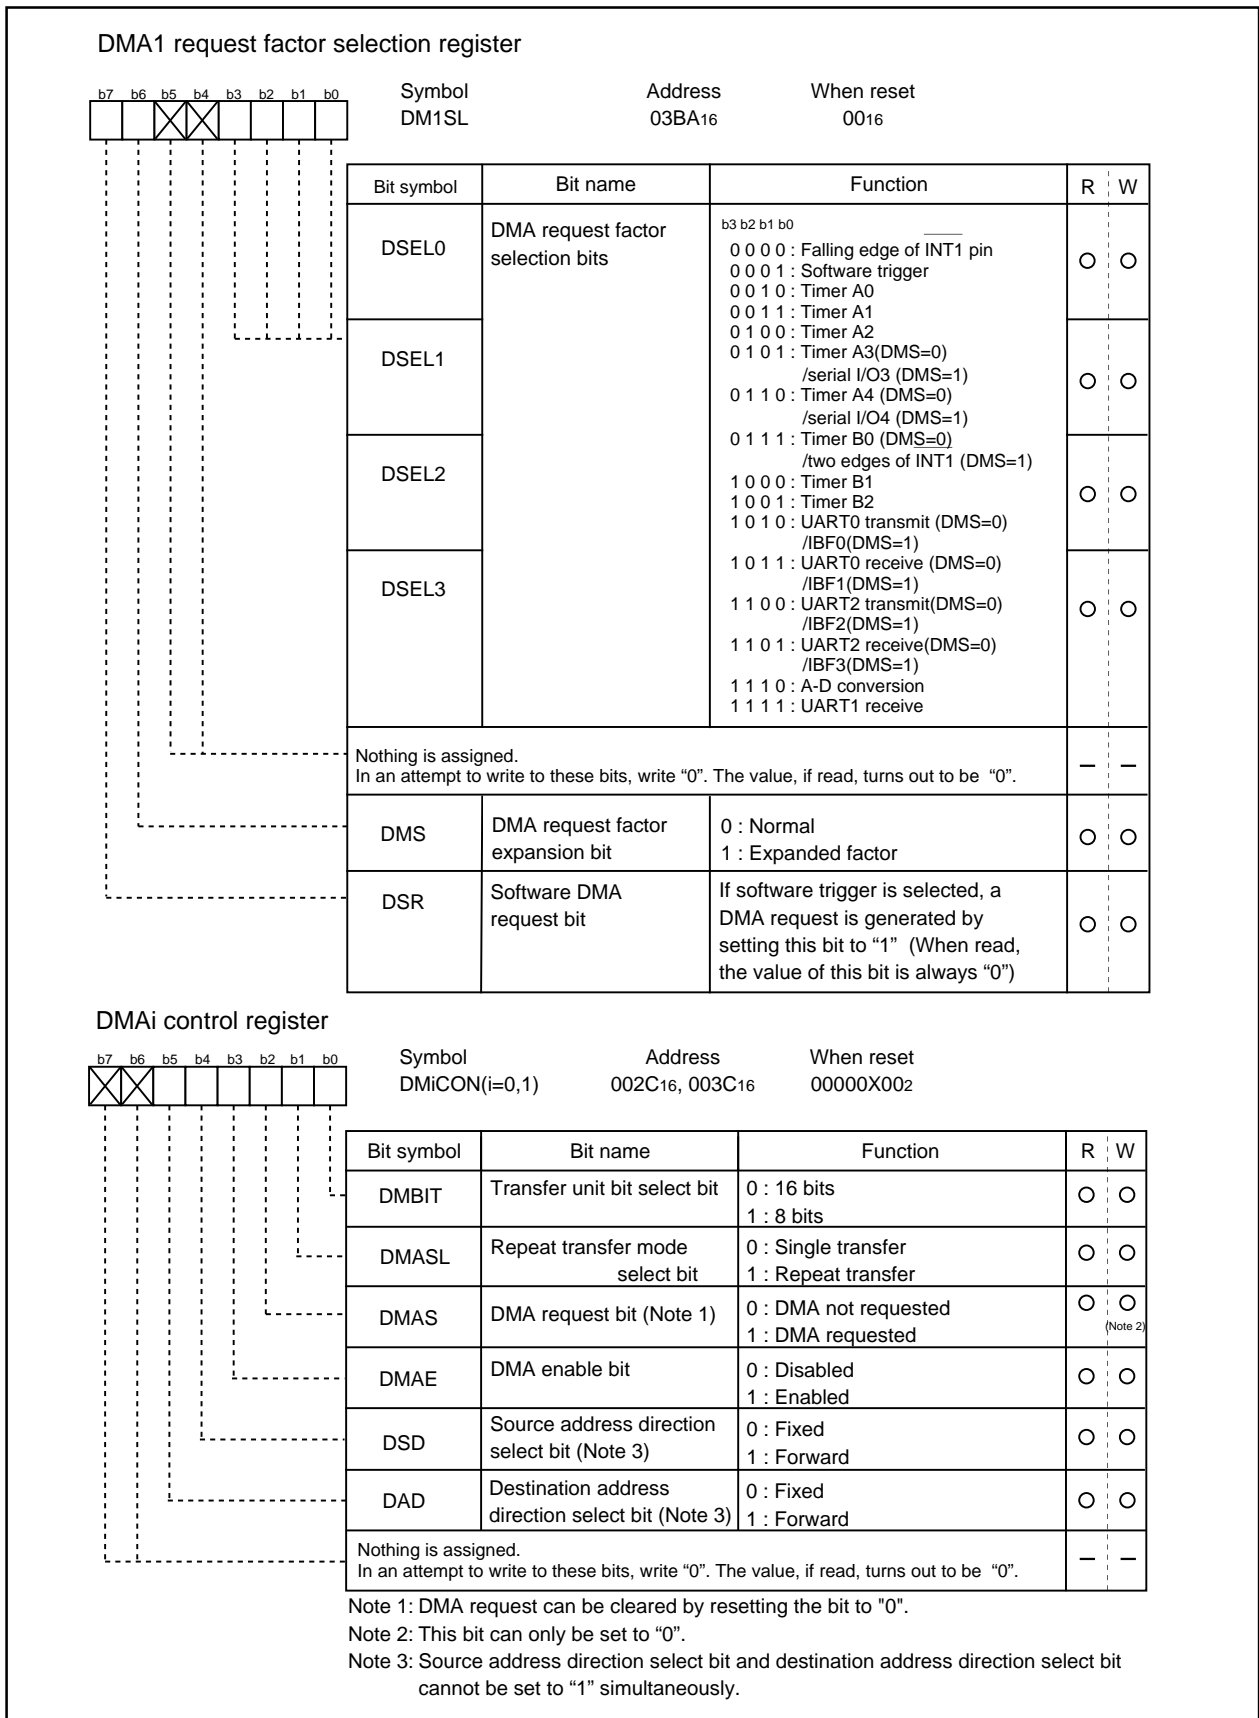 DMA1 request factor selection register
b7 b6 b5 b4 b3 b2 b1 b0
Symbol Address When reset
DM1SL 03BA16 0016
Bit symbol Bit name Function R W
DSEL0 DMA request factor selection bits
b3 b2 b1 b0
0 0 0 0 : Falling edge of INT1 pin
0 0 0 1 : Software trigger
0 0 1 0 : Timer A0
0 0 1 1 : Timer A1
0 1 0 0 : Timer A2
DSEL1
0 1 0 1 : Timer A3(DMS=0)
/serial I/O3 (DMS=1)
0 1 1 0 : Timer A4 (DMS=0)
/serial I/O4 (DMS=1)
0 1 1 1 : Timer B0 (DMS=0)
/two edges of INT1 (DMS=1)
DSEL2
1 0 0 0 : Timer B1
1 0 0 1 : Timer B2
1 0 1 0 : UART0 transmit (DMS=0)
/IBF0(DMS=1)
1 0 1 1 : UART0 receive (DMS=0)
/IBF1(DMS=1)
DSEL3
1 1 0 0 : UART2 transmit(DMS=0)
/IBF2(DMS=1)
1 1 0 1 : UART2 receive(DMS=0)
/IBF3(DMS=1)
1 1 1 0 : A-D conversion
1 1 1 1 : UART1 receive
Nothing is assigned.
In an attempt to write to these bits, write “0”. The value, if read, turns out to be “0”.
– –
DMS
DMA request factor
expansion bit
0 : Normal
1 : Expanded factor
DSR
Software DMA
request bit
If software trigger is selected, a
DMA request is generated by
setting this bit to “1” (When read,
the value of this bit is always “0”)
DMAi control register
b7 b6 b5 b4 b3 b2 b1 b0
Symbol Address When reset
DMiCON(i=0,1) 002C16, 003C16 00000X002
Bit symbol Bit name Function R W
DMBIT
Transfer unit bit select bit
0 : 16 bits
1 : 8 bits
DMASL
Repeat transfer mode
select bit
0 : Single transfer
1 : Repeat transfer
DMAS
DMA request bit (Note 1)
0 : DMA not requested
1 : DMA requested
(Note 2)
DMAE
DMA enable bit
0 : Disabled
1 : Enabled
DSD
Source address direction
select bit (Note 3)
0 : Fixed
1 : Forward
DAD
Destination address
direction select bit (Note 3)
0 : Fixed
1 : Forward
Nothing is assigned.
In an attempt to write to these bits, write “0”. The value, if read, turns out to be “0”.
– –
Note 1: DMA request can be cleared by resetting the bit to "0".
Note 2: This bit can only be set to “0”.
Note 3: Source address direction select bit and destination address direction select bit
cannot be set to “1” simultaneously.